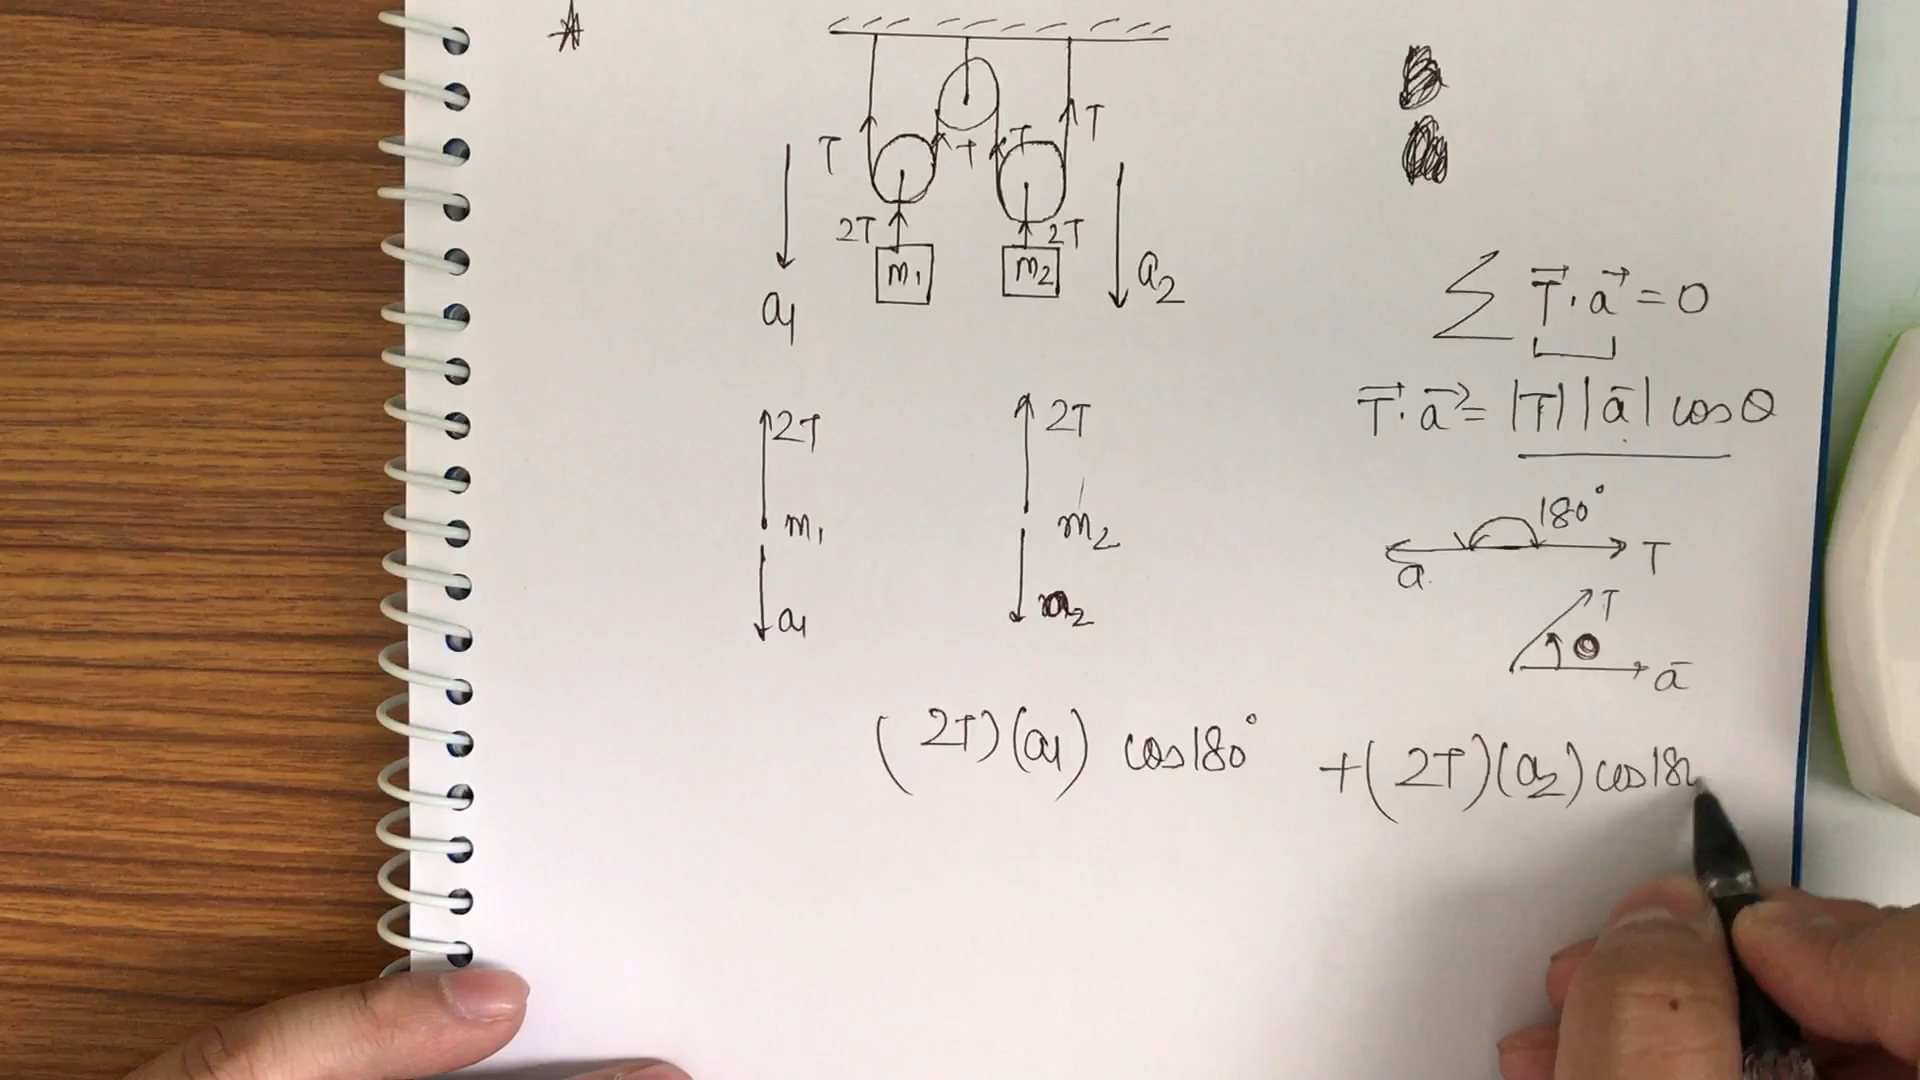 T T T T
2T 2T
m₁ m₂
a₁ a₂
Σ T⃗·a⃗ = 0
T⃗·a⃗ = |T| |a̅| cosθ
2T 2T
m₁ m₂
a₁ a₂
180°
a T
T
θ
a̅
(2T)(a₁) cos180° +(2T)(a₂) cos18